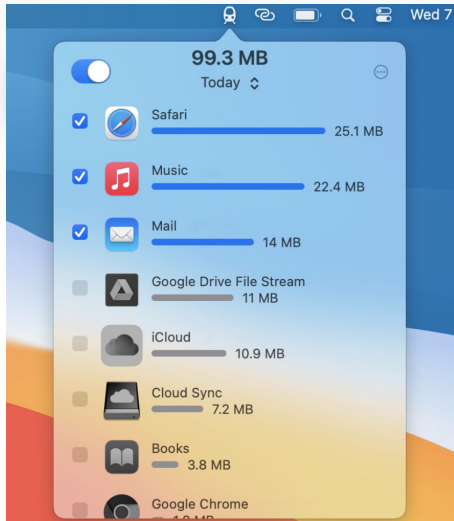 Wed 7
99.3 MB
Today
Safari
25.1 MB
Music
22.4 MB
Mail
14 MB
Google Drive File Stream
11 MB
iCloud
10.9 MB
Cloud Sync
7.2 MB
Books
3.8 MB
Google Chrome